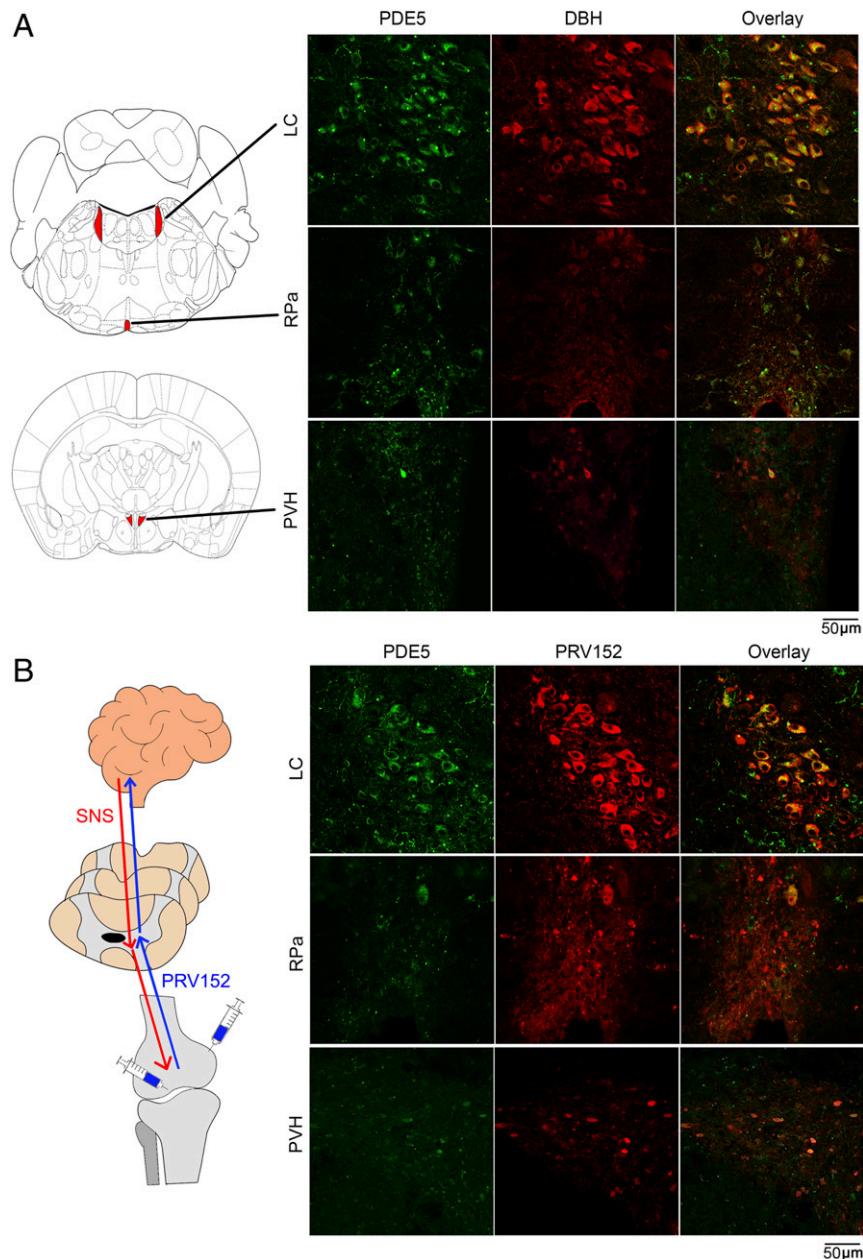 A
PDE5 DBH Overlay
LC
RPa
PVH
50µm
B
PDE5 PRV152 Overlay
SNS
PRV152
LC
RPa
PVH
50µm